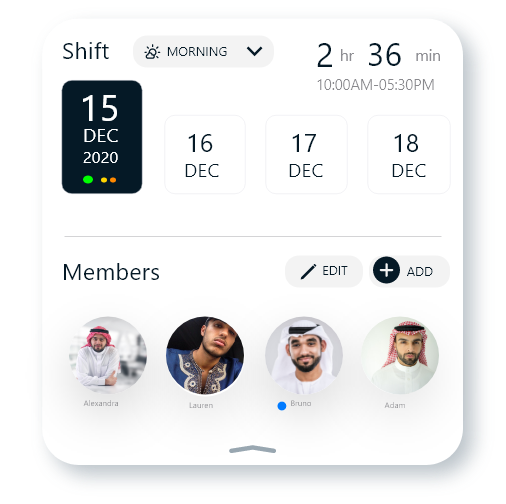 Shift
MORNING
2 hr 36 min
10:00AM-05:30PM
15
DEC
2020
16
DEC
17
DEC
18
DEC
Members
EDIT
ADD
Alexandra
Lauren
Bruno
Adam